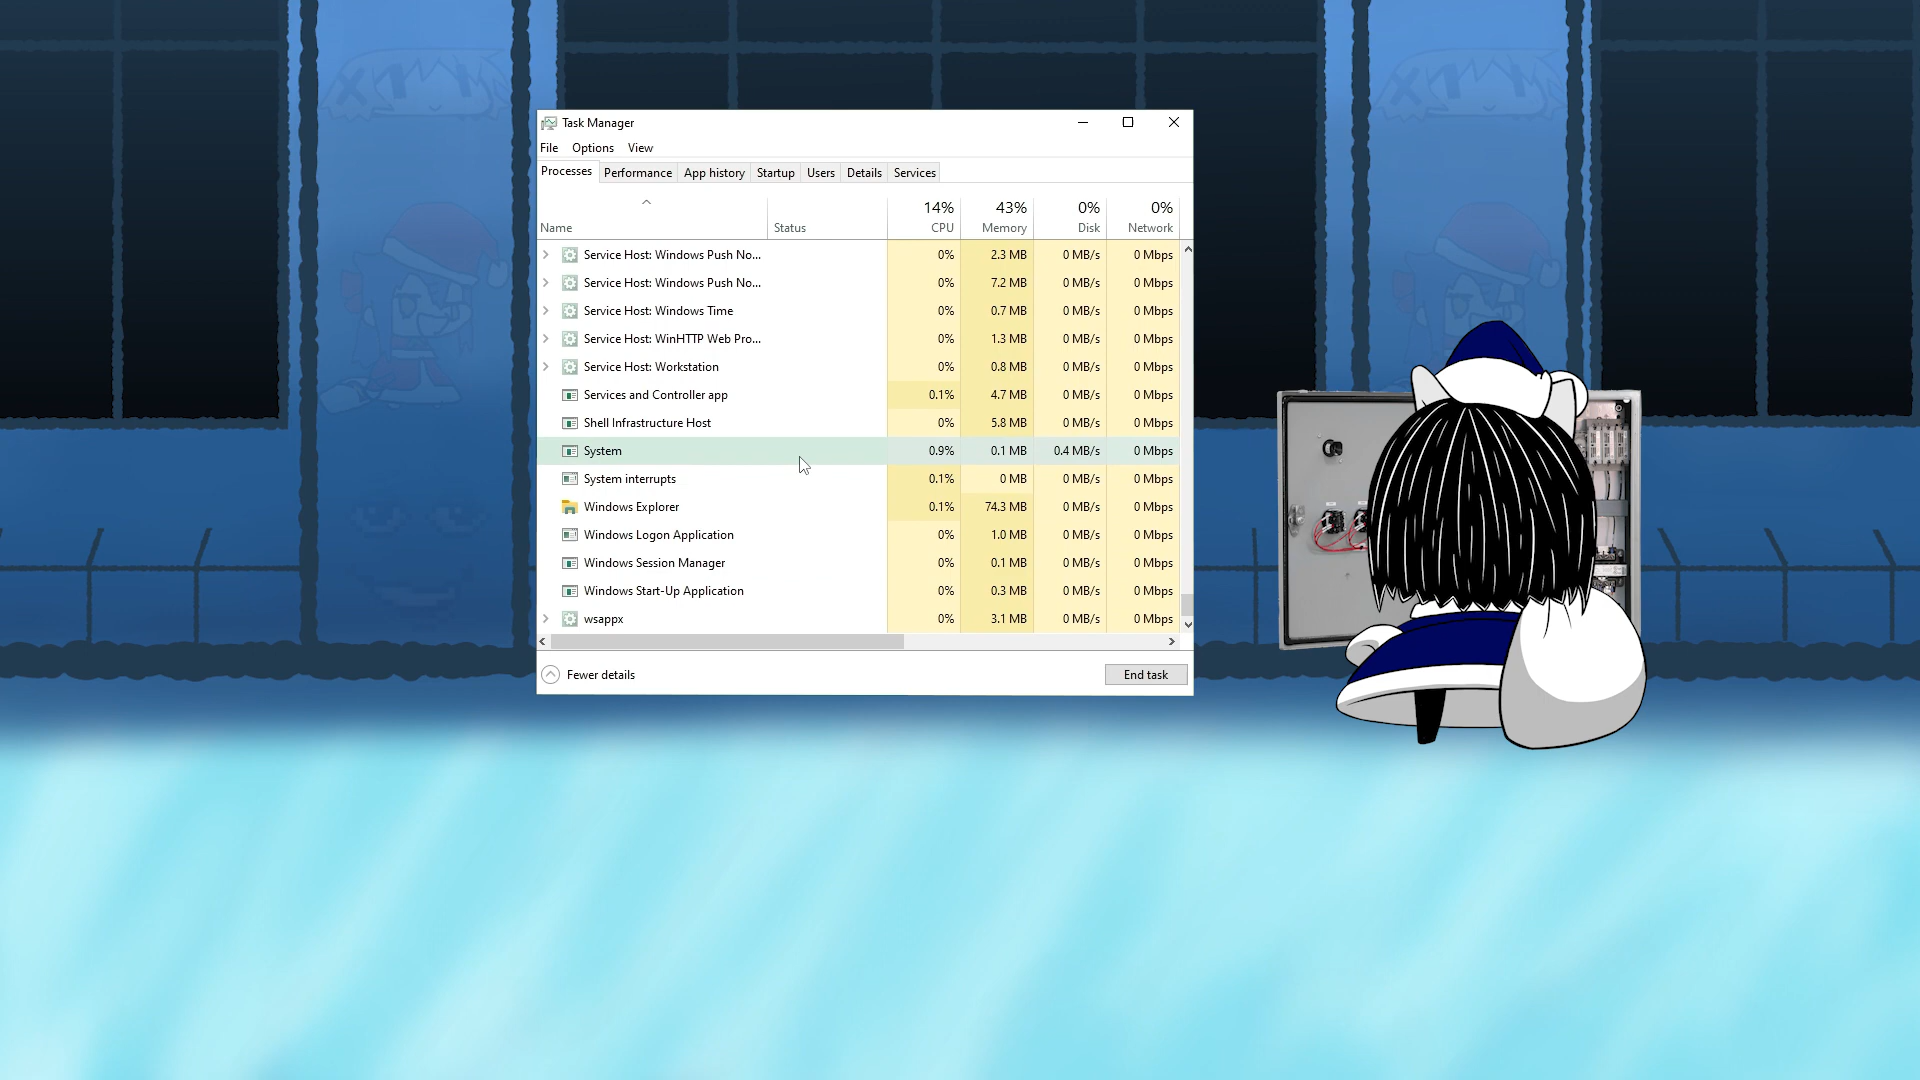 Task Manager
File Options View
Processes Performance App history Startup Users Details Services
14% 43% 0% 0%
Name Status CPU Memory Disk Network
Service Host: Windows Push No... 0% 2.3 MB 0 MB/s 0 Mbps
Service Host: Windows Push No... 0% 7.2 MB 0 MB/s 0 Mbps
Service Host: Windows Time 0% 0.7 MB 0 MB/s 0 Mbps
Service Host: WinHTTP Web Pro... 0% 1.3 MB 0 MB/s 0 Mbps
Service Host: Workstation 0% 0.8 MB 0 MB/s 0 Mbps
Services and Controller app 0.1% 4.7 MB 0 MB/s 0 Mbps
Shell Infrastructure Host 0% 5.8 MB 0 MB/s 0 Mbps
System 0.9% 0.1 MB 0.4 MB/s 0 Mbps
System interrupts 0.1% 0 MB 0 MB/s 0 Mbps
Windows Explorer 0.1% 74.3 MB 0 MB/s 0 Mbps
Windows Logon Application 0% 1.0 MB 0 MB/s 0 Mbps
Windows Session Manager 0% 0.1 MB 0 MB/s 0 Mbps
Windows Start-Up Application 0% 0.3 MB 0 MB/s 0 Mbps
wsappx 0% 3.1 MB 0 MB/s 0 Mbps
Fewer details End task